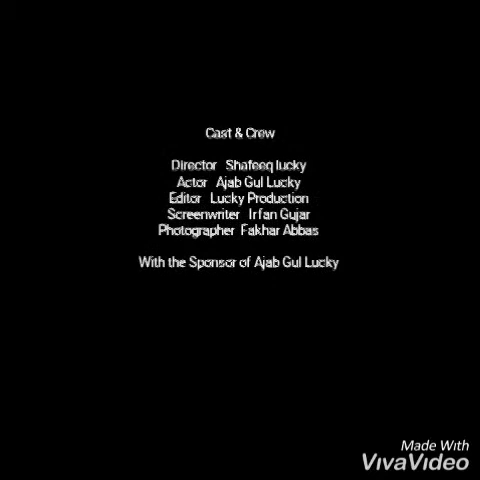 Cast & Crew
Director Shafeeq lucky
Actor Ajab Gul Lucky
Editor Lucky Production
Screenwriter Irfan Gujar
Photographer Fakhar Abbas
With the Sponsor of Ajab Gul Lucky
Made With
VivaVideo